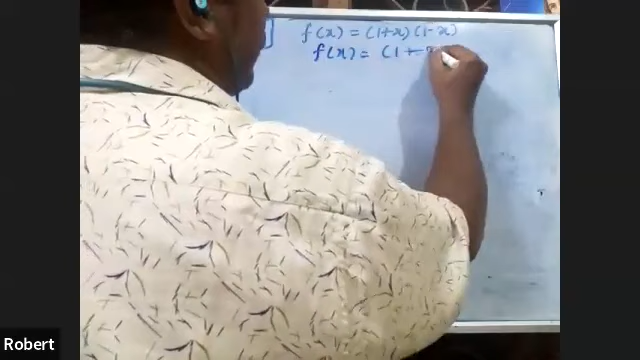 f(x) = (1+x) (1-x)
f(x) = (1 +
Robert